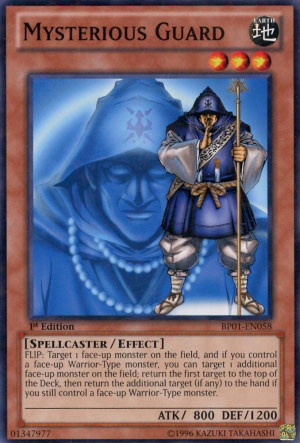 MYSTERIOUS GUARD
EARTH
地
1st Edition
BP01-EN058
[SPELLCASTER / EFFECT]
FLIP: Target 1 face-up monster on the field, and if you control
a face-up Warrior-Type monster, you can target 1 additional
face-up monster on the field; return the first target to the top of
the Deck, then return the additional target (if any) to the hand if
you still control a face-up Warrior-Type monster.
ATK/ 800 DEF/1200
01347977
©1996 KAZUKI TAKAHASHI